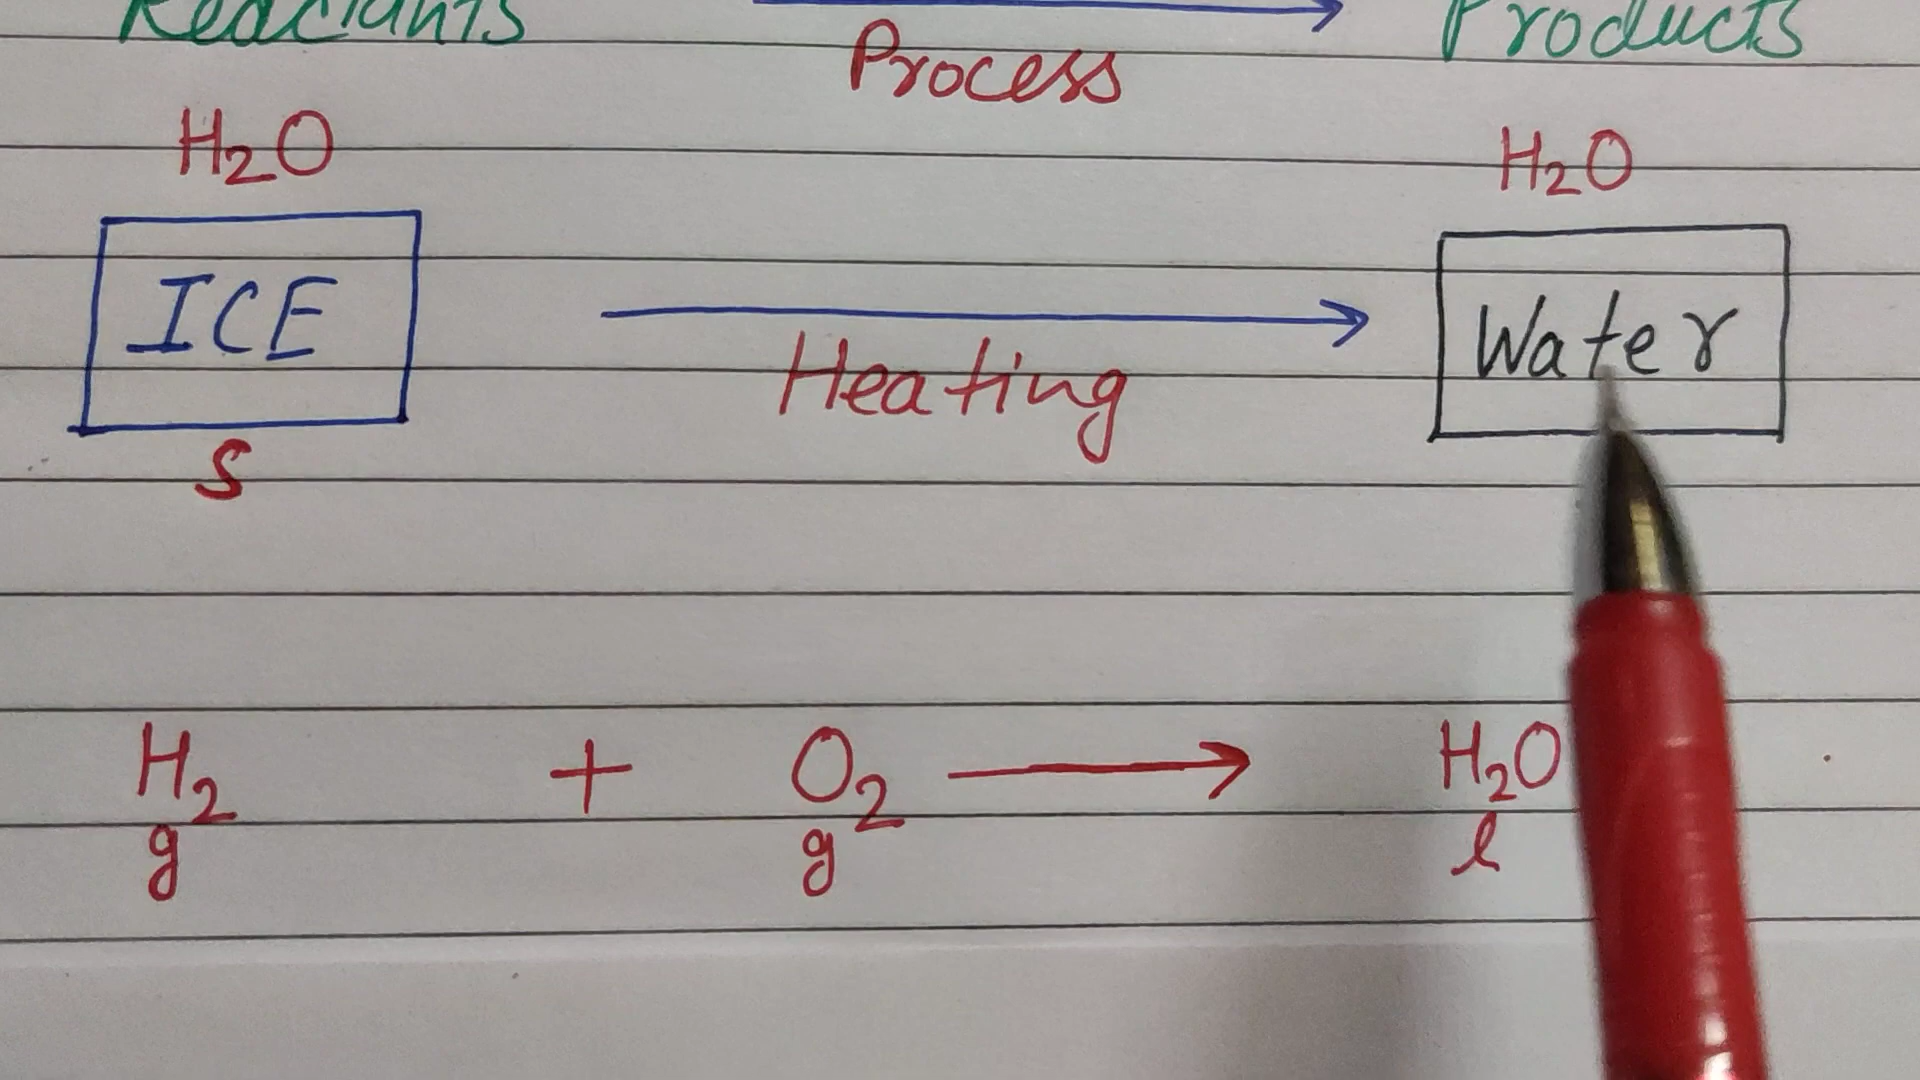 Reactants Products
Process
H₂O H₂O
ICE Water
Heating
s
H₂ + O₂ → H₂O
g g l